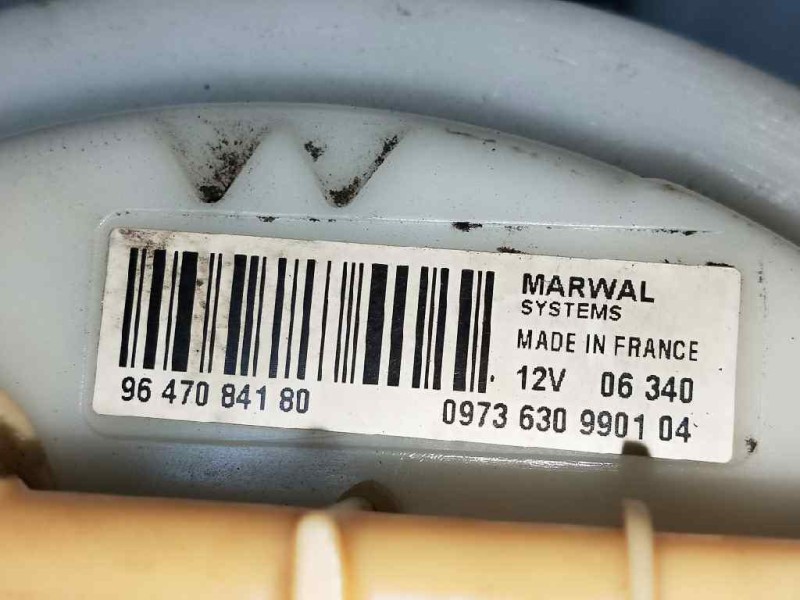 MARWAL
SYSTEMS
MADE IN FRANCE
12V 06 340
96 470 841 80 0973 630 9901 04